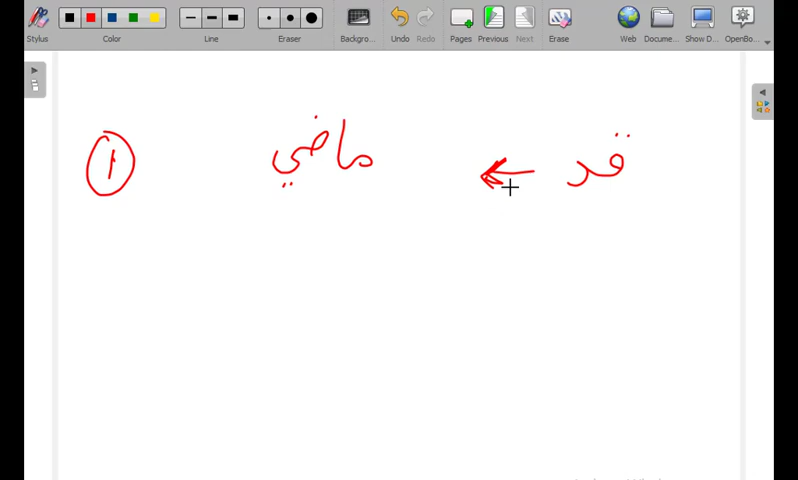 Stylus Color Line Eraser Backgro... Undo Redo Pages Previous Next Erase Web Docume... Show D... OpenBo...
قد ← ماضي ١